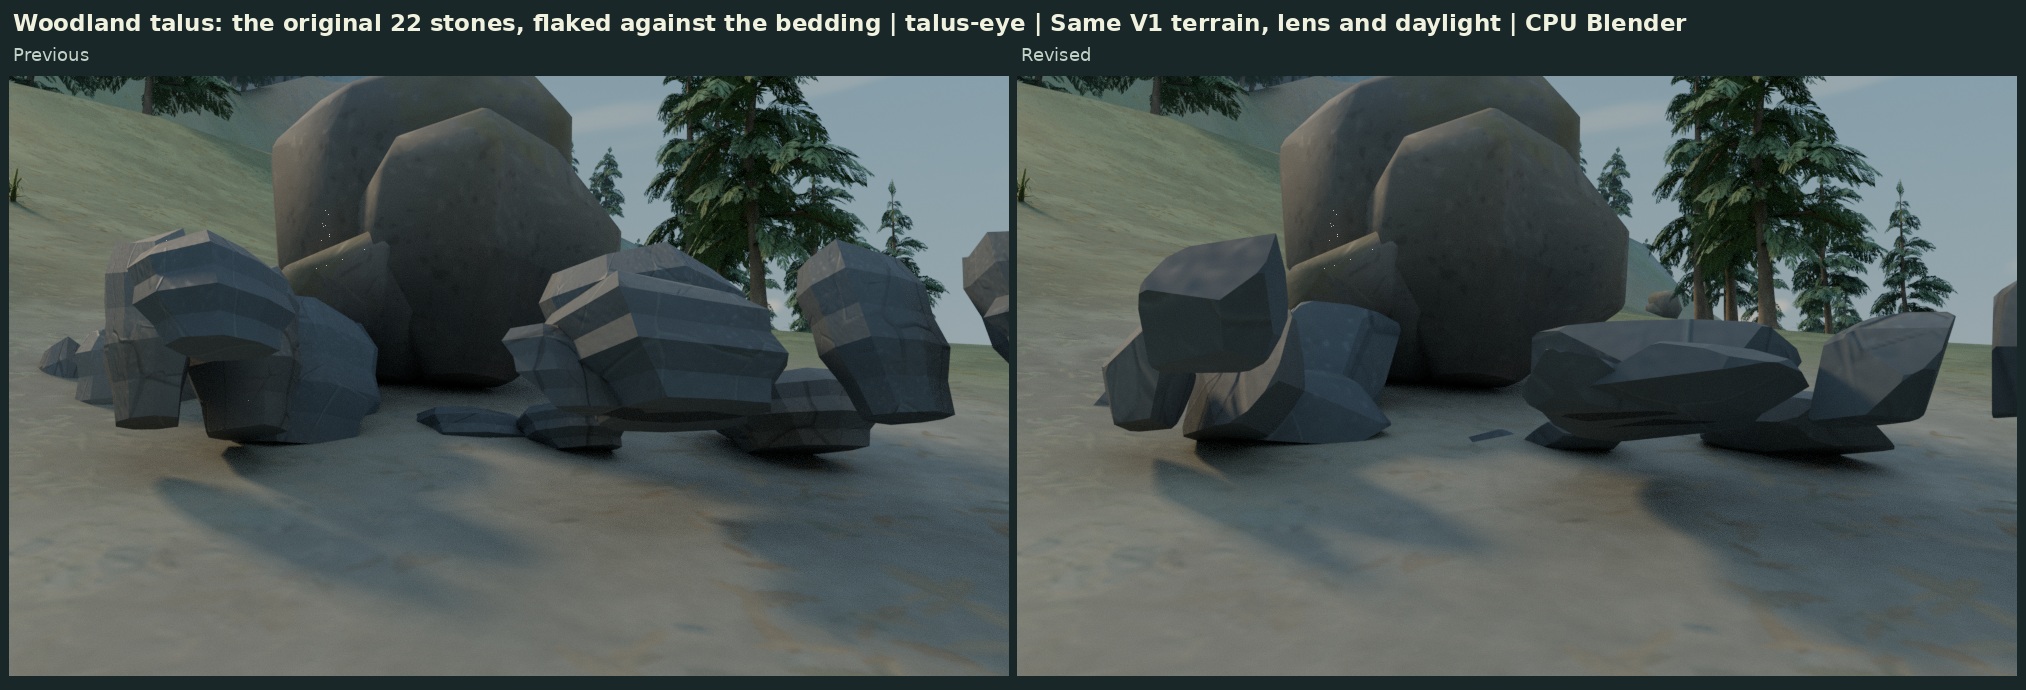 Woodland talus: the original 22 stones, flaked against the bedding | talus-eye | Same V1 terrain, lens and daylight | CPU Blender
Previous
Revised